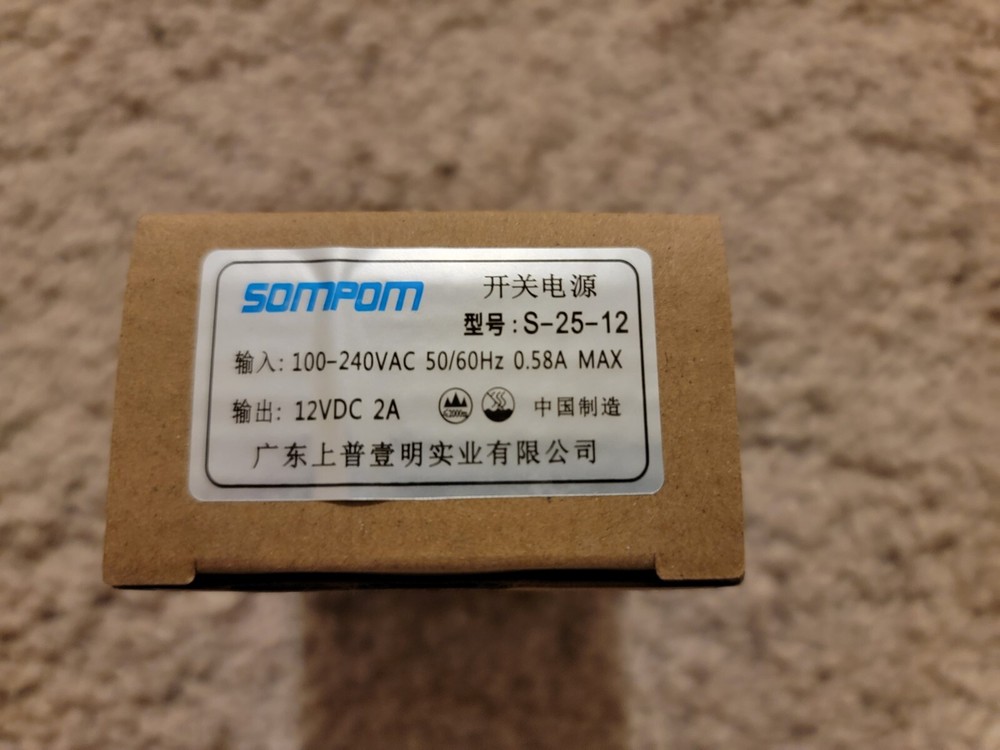 SOMPOM 开关电源
型号:S-25-12
输入: 100-240VAC 50/60Hz 0.58A MAX
输出: 12VDC 2A ≤2000m 中国制造
广东上普壹明实业有限公司